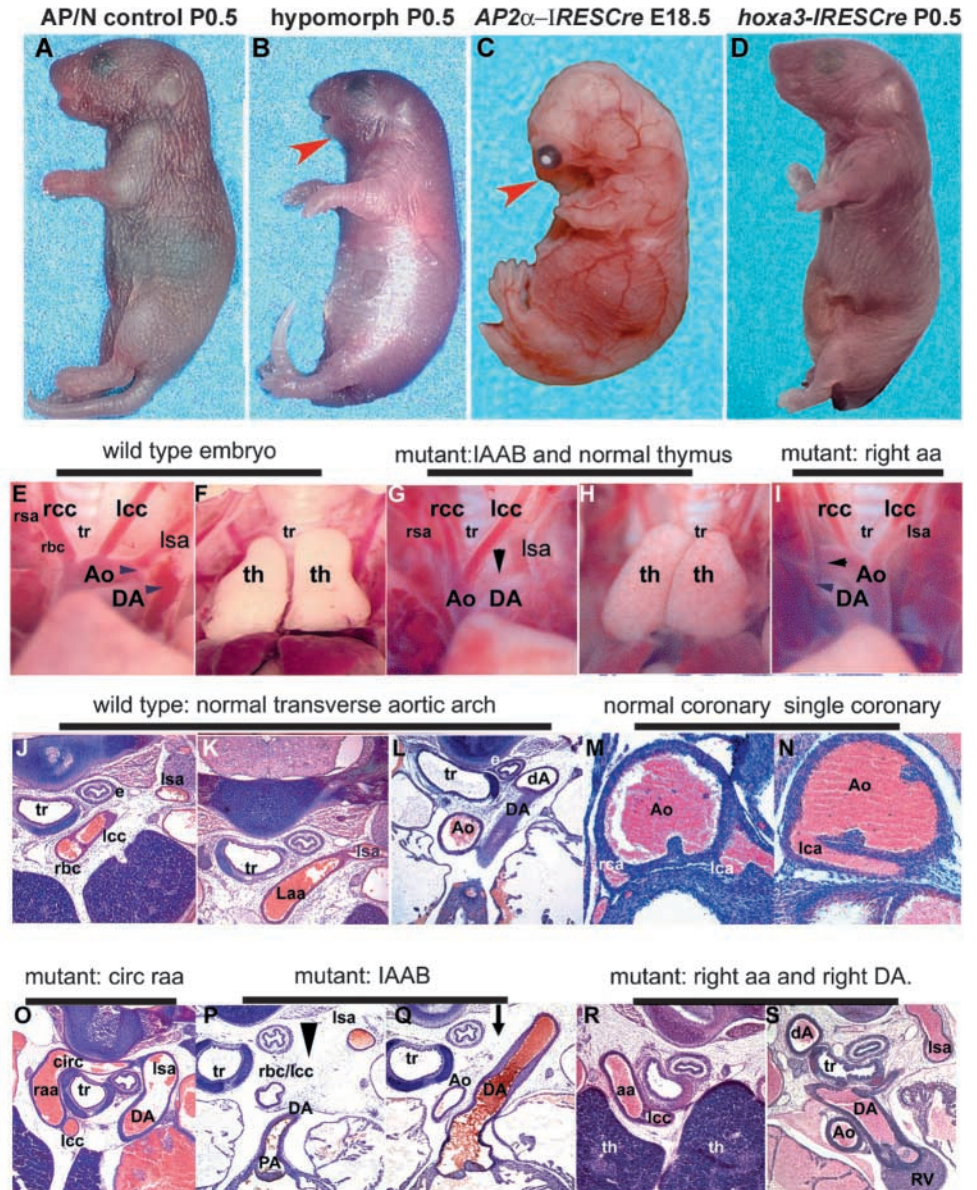 AP/N control P0.5 hypomorph P0.5 AP2α–IRESCre E18.5 hoxa3-IRESCre P0.5
A B C D
wild type embryo mutant:IAAB and normal thymus mutant: right aa
E F G H I
rcc lcc tr rcc lcc tr rcc lcc
rsa tr rsa tr tr lsa
rbc lsa lsa
Ao th th Ao DA th th Ao
DA DA
wild type: normal transverse aortic arch normal coronary single coronary
J K L M N
lsa e dA
tr e tr Ao Ao
lcc tr lsa DA
rbc Laa Ao rca lca lca
mutant: circ raa mutant: IAAB mutant: right aa and right DA.
O P Q R S
circ lsa dA lsa
raa tr lsa tr rbc/lcc tr Ao DA aa tr
DA DA lcc DA
lcc PA th th Ao
RV